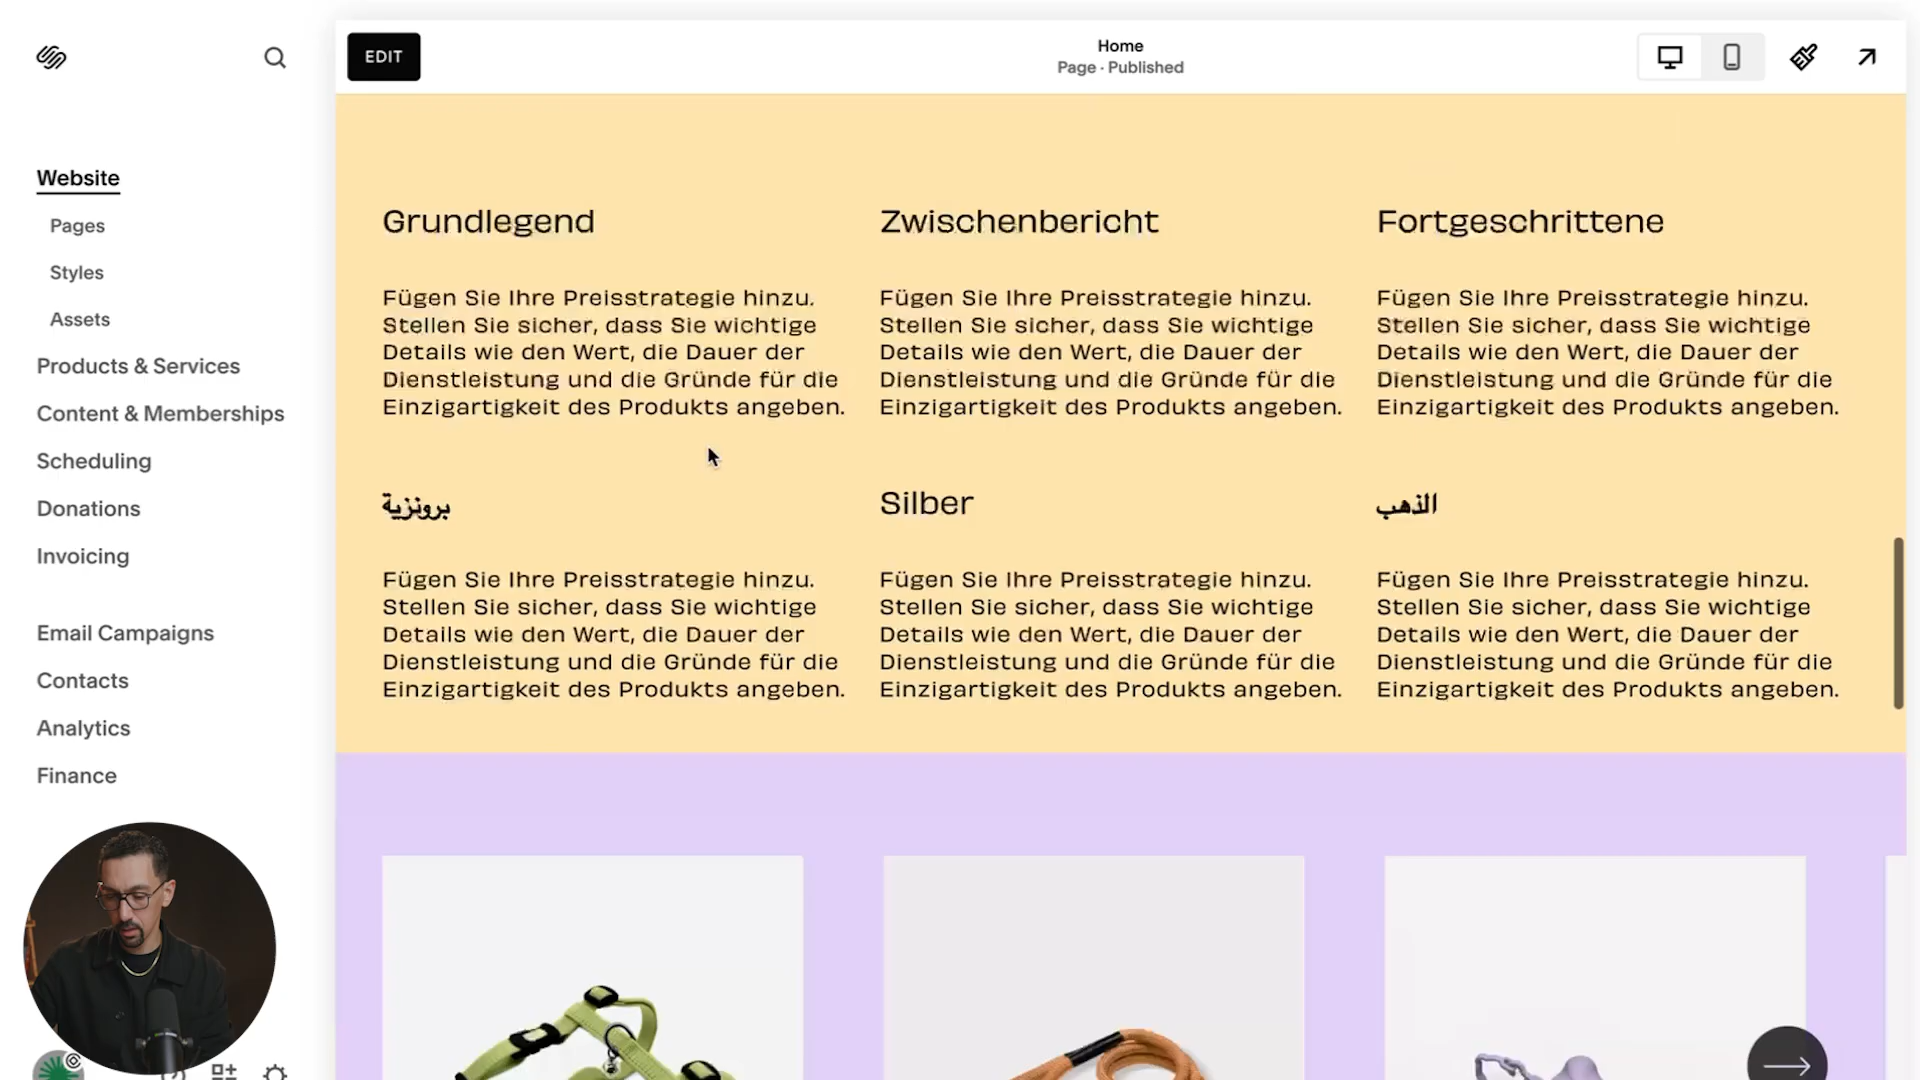 EDIT
Home
Page · Published
Website
Pages
Styles
Assets
Products & Services
Content & Memberships
Scheduling
Donations
Invoicing
Email Campaigns
Contacts
Analytics
Finance
Grundlegend
Fügen Sie Ihre Preisstrategie hinzu.
Stellen Sie sicher, dass Sie wichtige
Details wie den Wert, die Dauer der
Dienstleistung und die Gründe für die
Einzigartigkeit des Produkts angeben.
Zwischenbericht
Fügen Sie Ihre Preisstrategie hinzu.
Stellen Sie sicher, dass Sie wichtige
Details wie den Wert, die Dauer der
Dienstleistung und die Gründe für die
Einzigartigkeit des Produkts angeben.
Fortgeschrittene
Fügen Sie Ihre Preisstrategie hinzu.
Stellen Sie sicher, dass Sie wichtige
Details wie den Wert, die Dauer der
Dienstleistung und die Gründe für die
Einzigartigkeit des Produkts angeben.
برونزية
Fügen Sie Ihre Preisstrategie hinzu.
Stellen Sie sicher, dass Sie wichtige
Details wie den Wert, die Dauer der
Dienstleistung und die Gründe für die
Einzigartigkeit des Produkts angeben.
Silber
Fügen Sie Ihre Preisstrategie hinzu.
Stellen Sie sicher, dass Sie wichtige
Details wie den Wert, die Dauer der
Dienstleistung und die Gründe für die
Einzigartigkeit des Produkts angeben.
الذهب
Fügen Sie Ihre Preisstrategie hinzu.
Stellen Sie sicher, dass Sie wichtige
Details wie den Wert, die Dauer der
Dienstleistung und die Gründe für die
Einzigartigkeit des Produkts angeben.